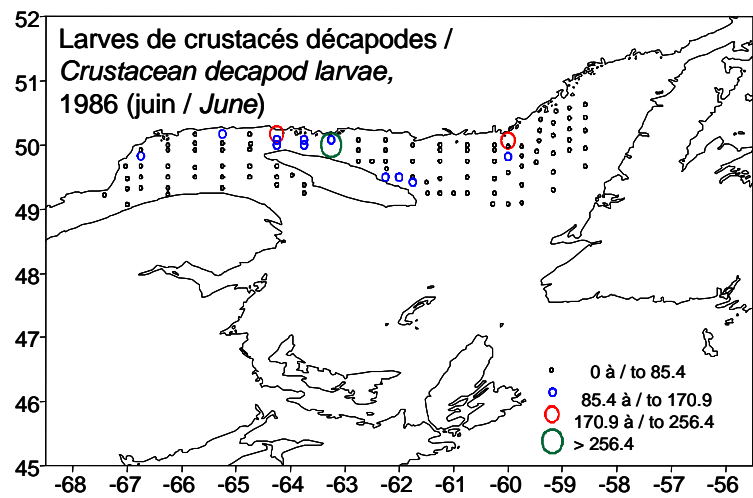 Larves de crustacés décapodes /
Crustacean decapod larvae,
1986 (juin / June)
52
51
50
49
48
47
46
45
0 à / to 85.4
85.4 à / to 170.9
170.9 à / to 256.4
> 256.4
-68 -67 -66 -65 -64 -63 -62 -61 -60 -59 -58 -57 -56